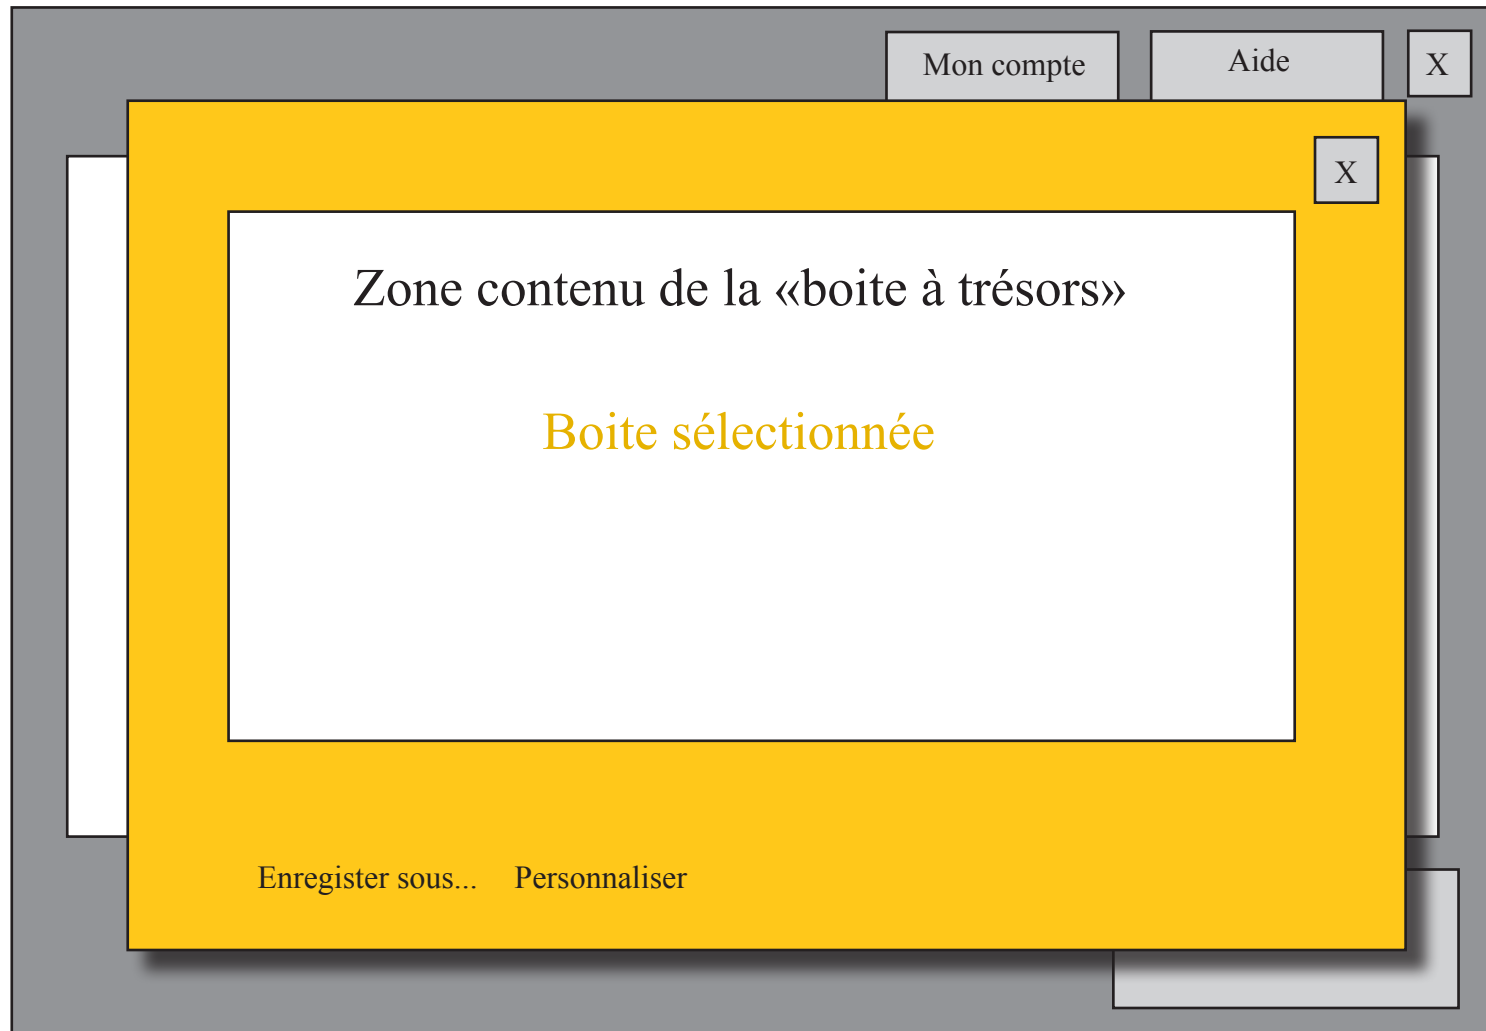 Mon compte
Aide
X
X
Zone contenu de la «boite à trésors»
Boite sélectionnée
Enregister sous...
Personnaliser